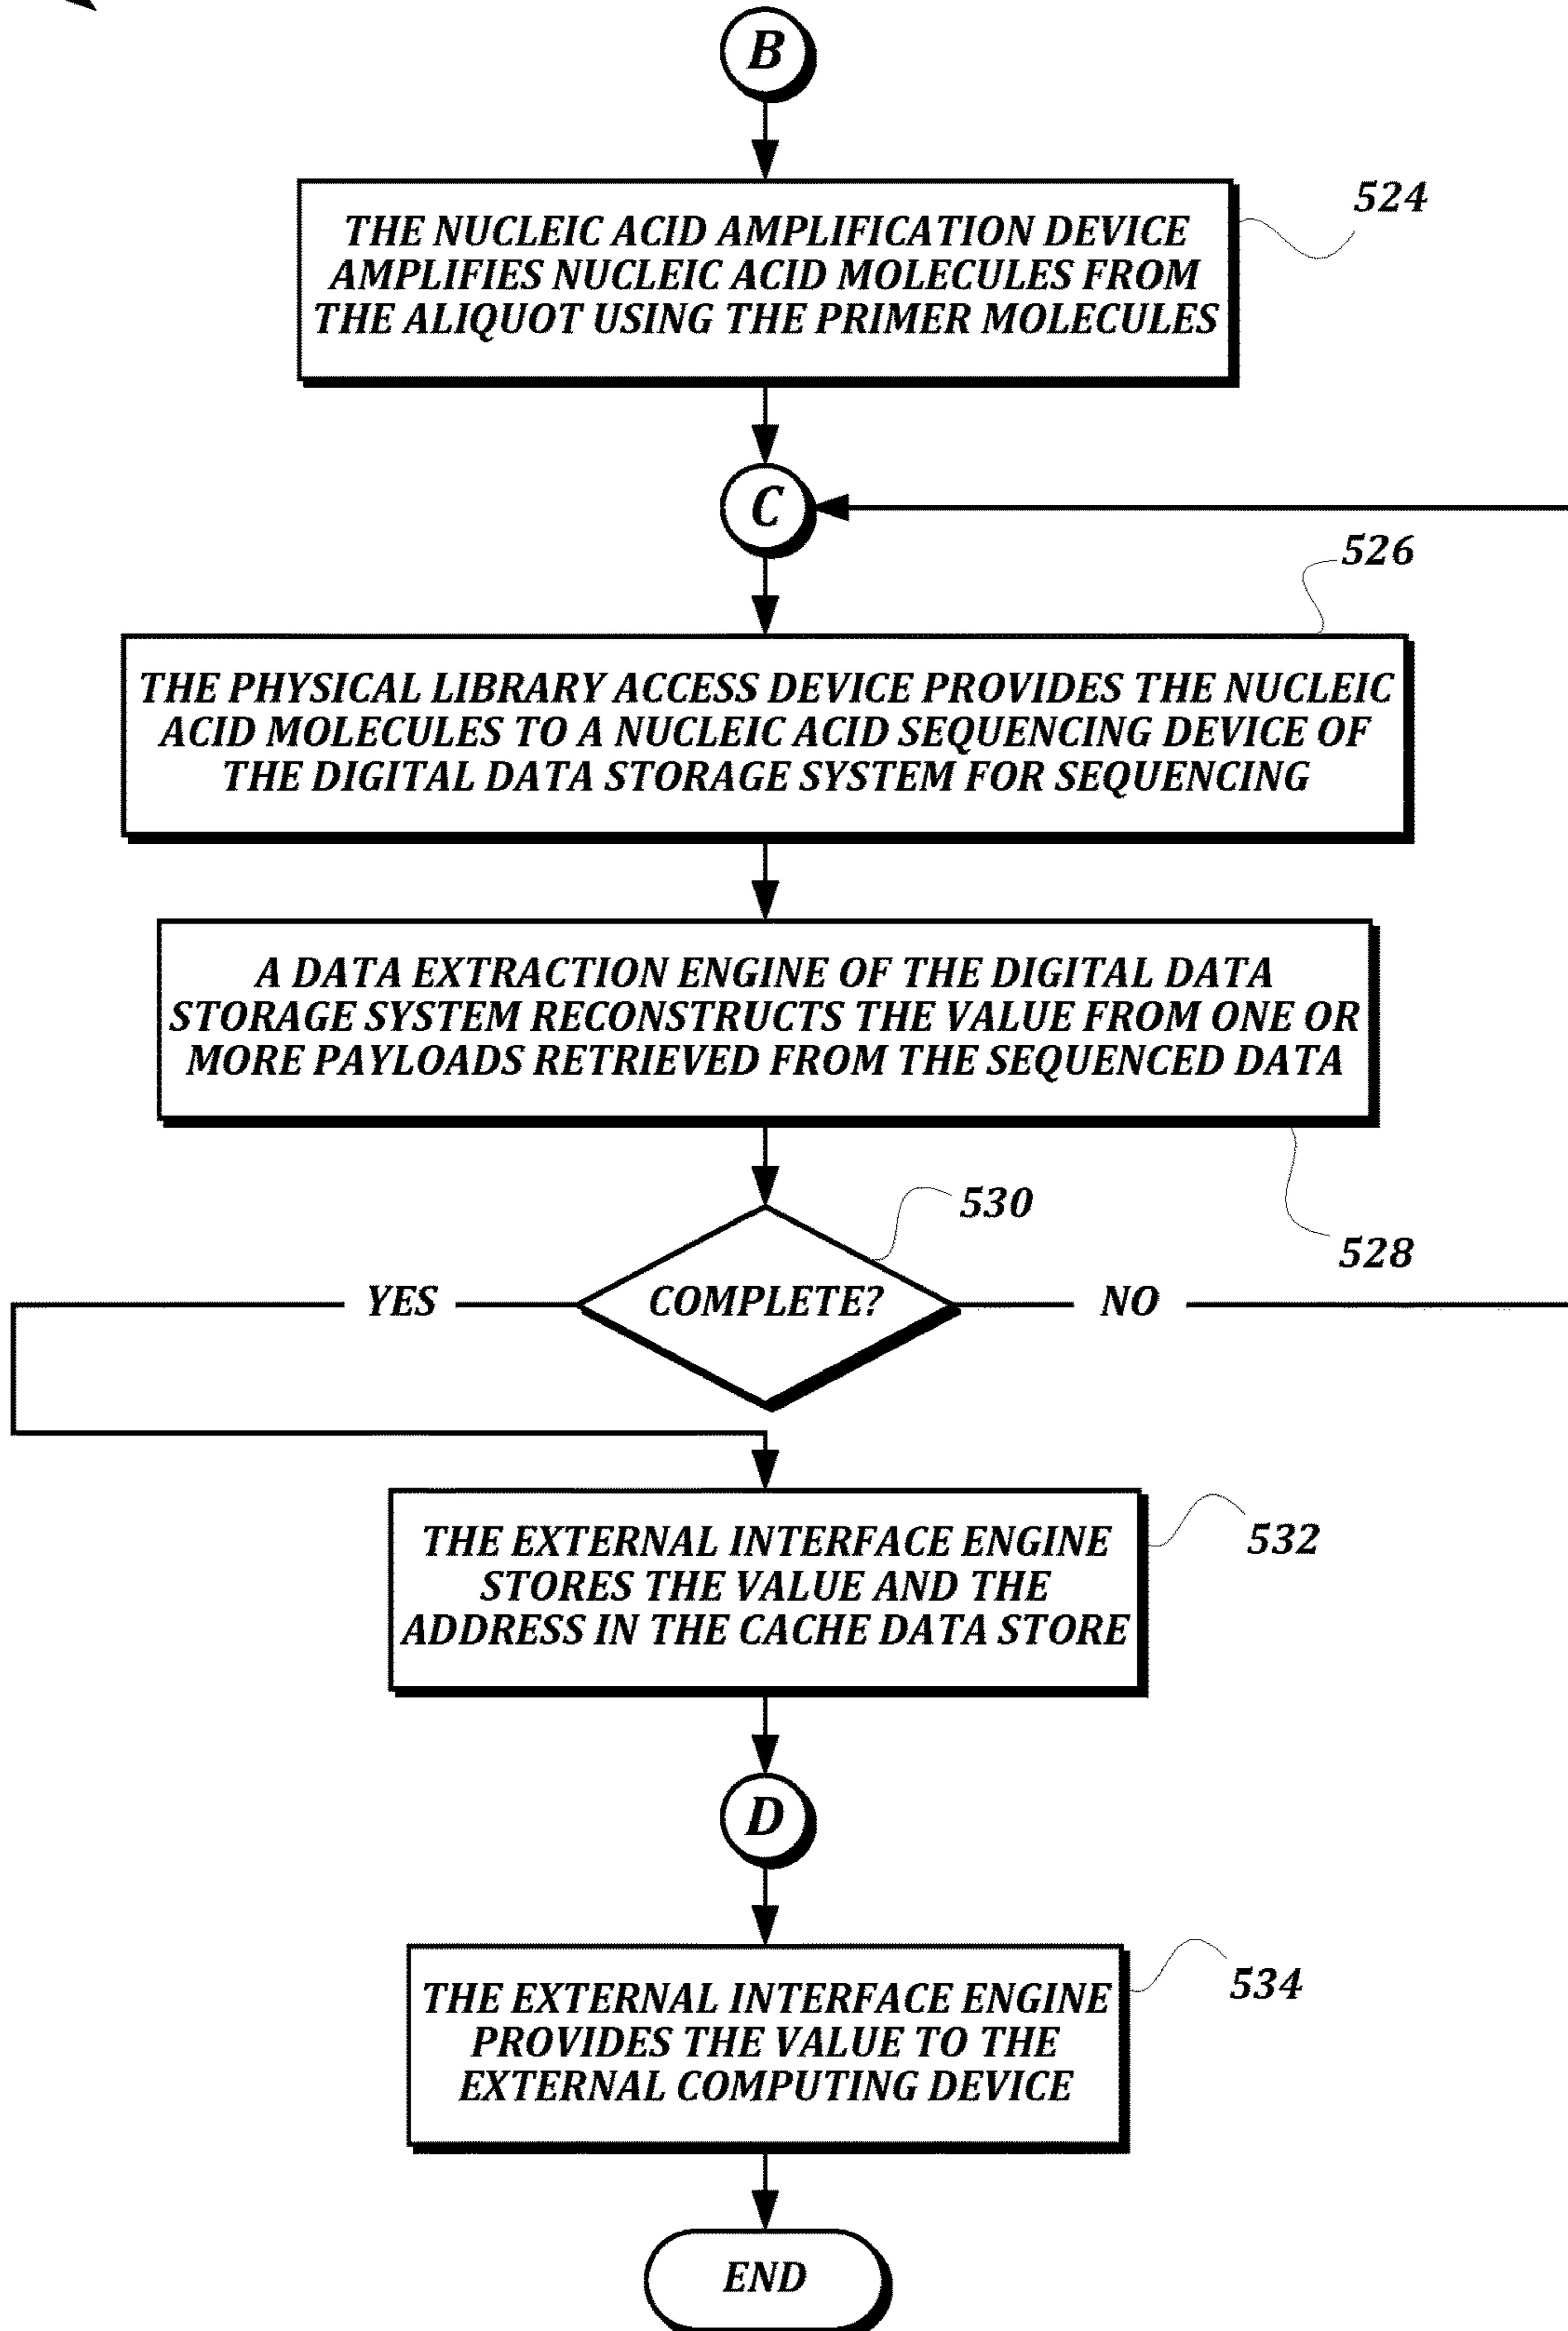 B
524
THE NUCLEIC ACID AMPLIFICATION DEVICE
AMPLIFIES NUCLEIC ACID MOLECULES FROM
THE ALIQUOT USING THE PRIMER MOLECULES
C
526
THE PHYSICAL LIBRARY ACCESS DEVICE PROVIDES THE NUCLEIC
ACID MOLECULES TO A NUCLEIC ACID SEQUENCING DEVICE OF
THE DIGITAL DATA STORAGE SYSTEM FOR SEQUENCING
A DATA EXTRACTION ENGINE OF THE DIGITAL DATA
STORAGE SYSTEM RECONSTRUCTS THE VALUE FROM ONE OR
MORE PAYLOADS RETRIEVED FROM THE SEQUENCED DATA
530
528
YES
COMPLETE?
NO
532
THE EXTERNAL INTERFACE ENGINE
STORES THE VALUE AND THE
ADDRESS IN THE CACHE DATA STORE
D
534
THE EXTERNAL INTERFACE ENGINE
PROVIDES THE VALUE TO THE
EXTERNAL COMPUTING DEVICE
END